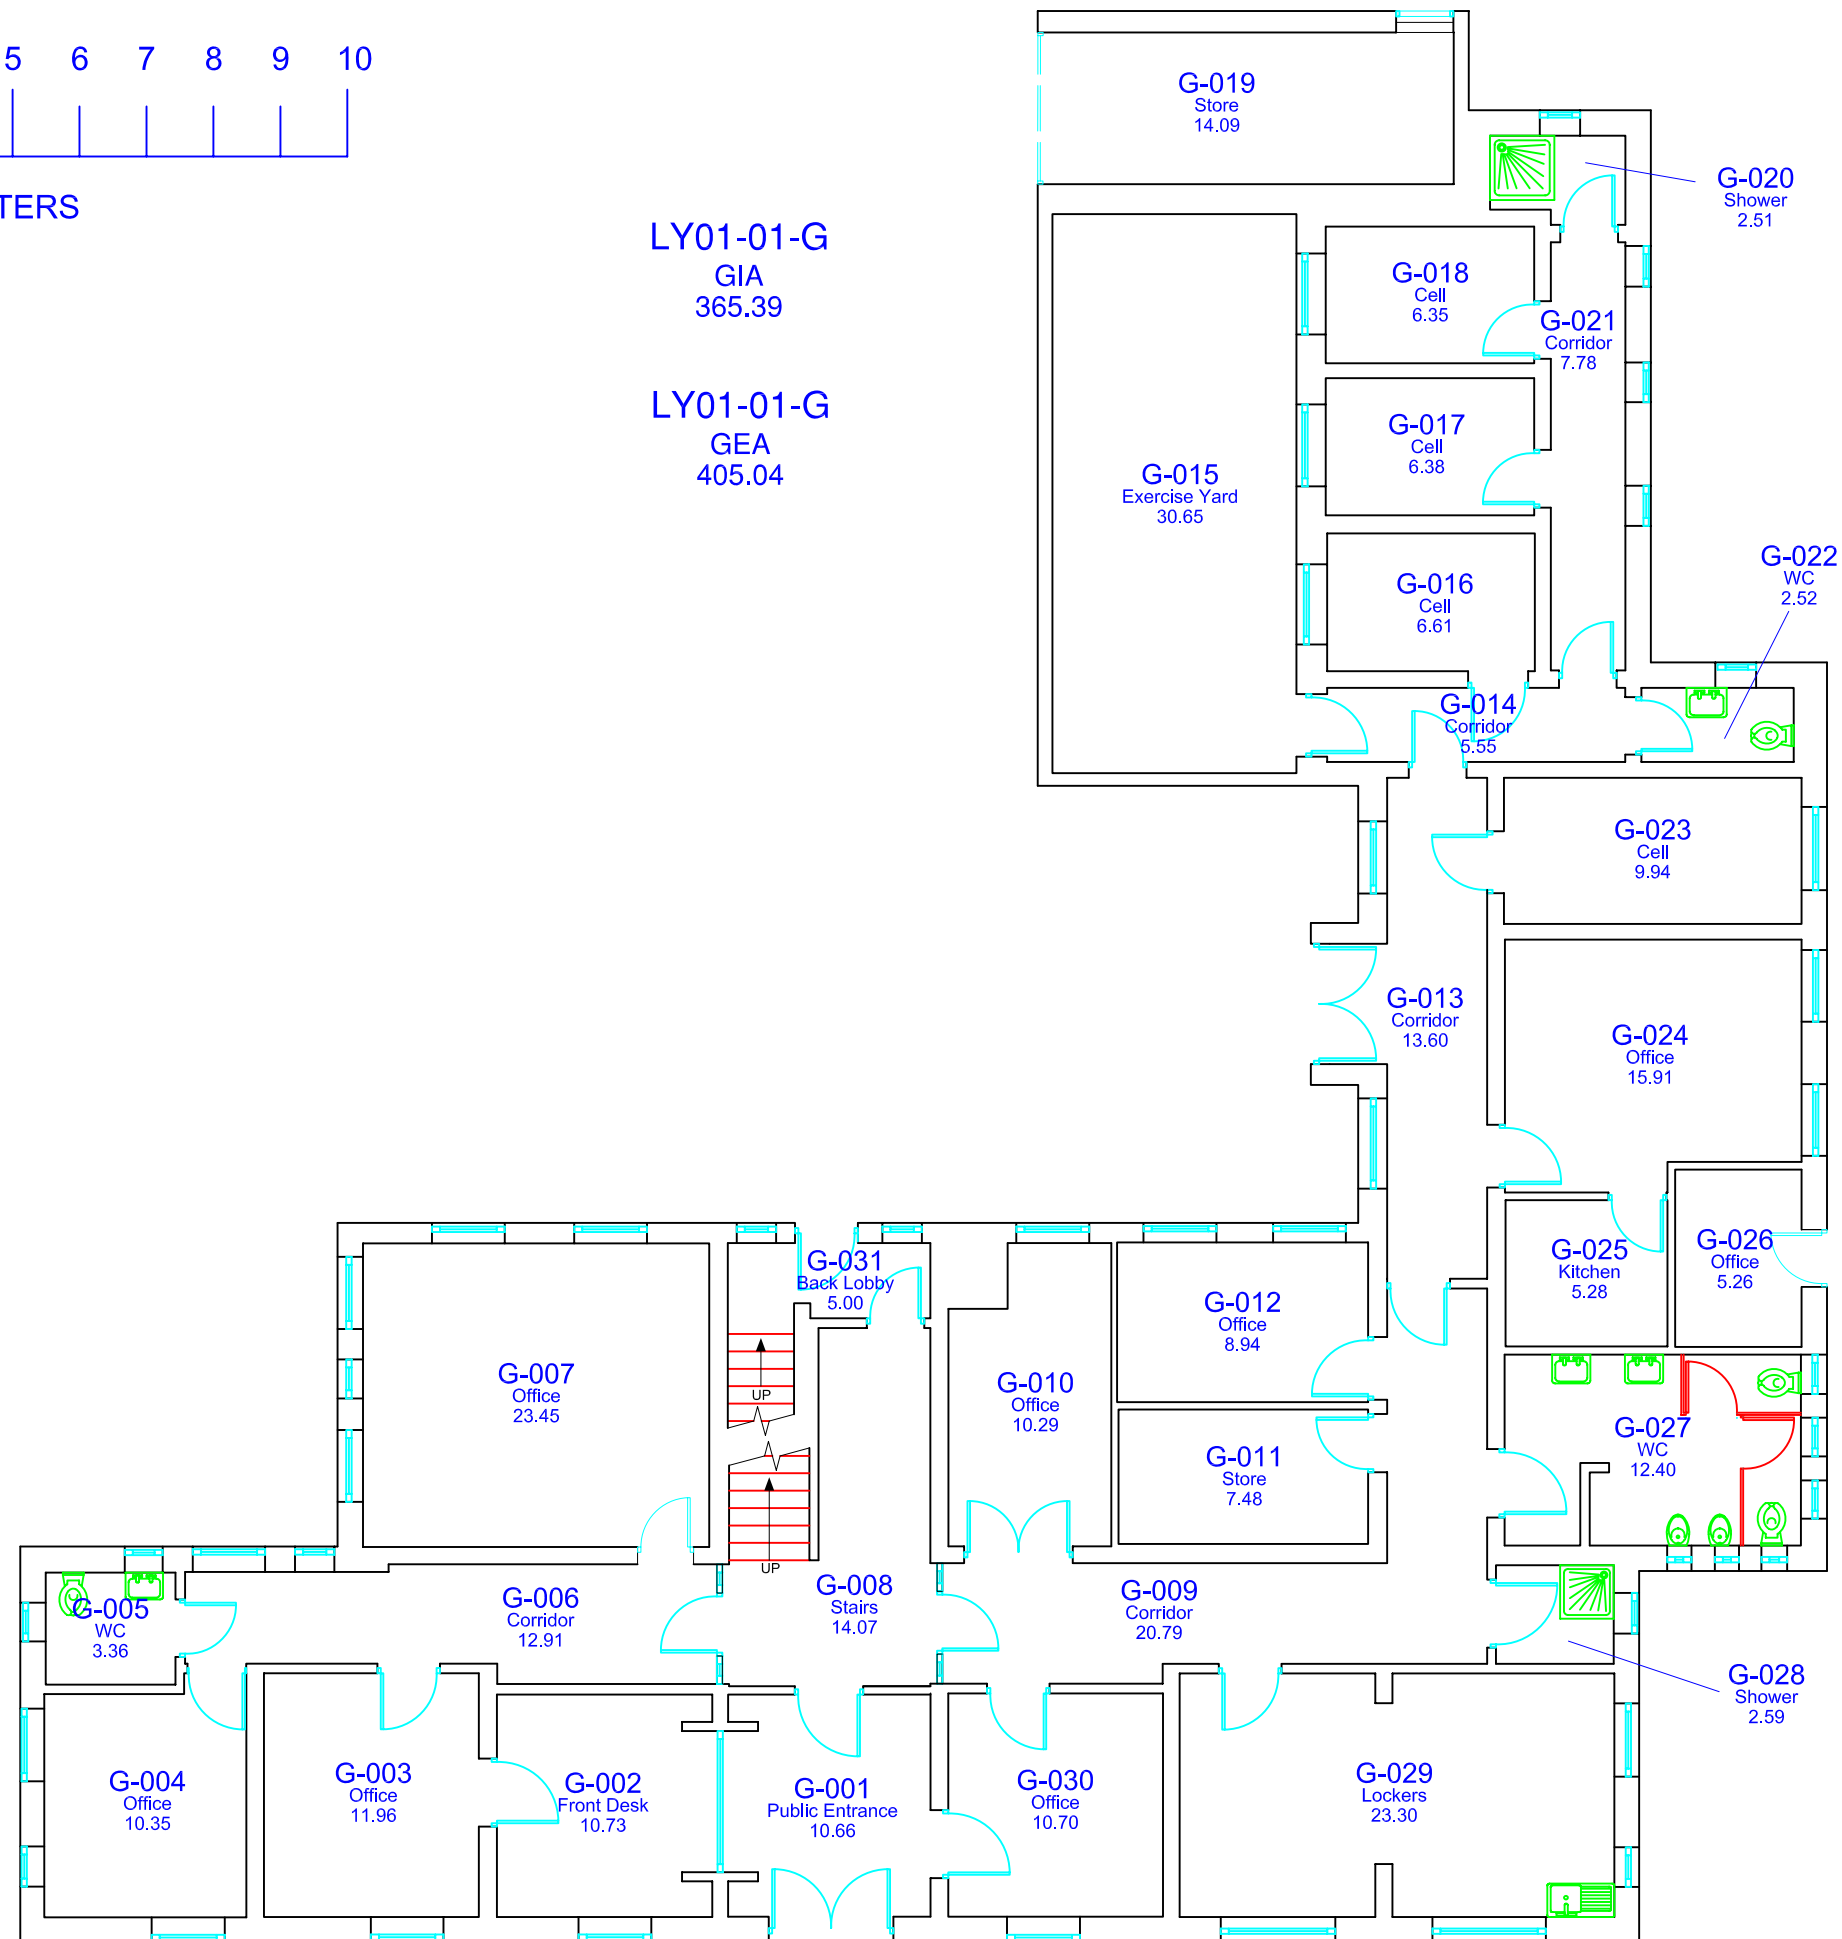 5 6 7 8 9 10
TERS
LY01-01-G
GIA
365.39
LY01-01-G
GEA
405.04
G-019
Store
14.09
G-020
Shower
2.51
G-018
Cell
6.35
G-021
Corridor
7.78
G-017
Cell
6.38
G-015
Exercise Yard
30.65
G-016
Cell
6.61
G-022
WC
2.52
G-014
Corridor
5.55
G-023
Cell
9.94
G-013
Corridor
13.60
G-024
Office
15.91
G-025
Kitchen
5.28
G-026
Office
5.26
G-031
Back Lobby
5.00
G-012
Office
8.94
G-007
Office
23.45
UP
G-010
Office
10.29
G-011
Store
7.48
G-027
WC
12.40
UP
G-005
WC
3.36
G-006
Corridor
12.91
G-008
Stairs
14.07
G-009
Corridor
20.79
G-028
Shower
2.59
G-004
Office
10.35
G-003
Office
11.96
G-002
Front Desk
10.73
G-001
Public Entrance
10.66
G-030
Office
10.70
G-029
Lockers
23.30